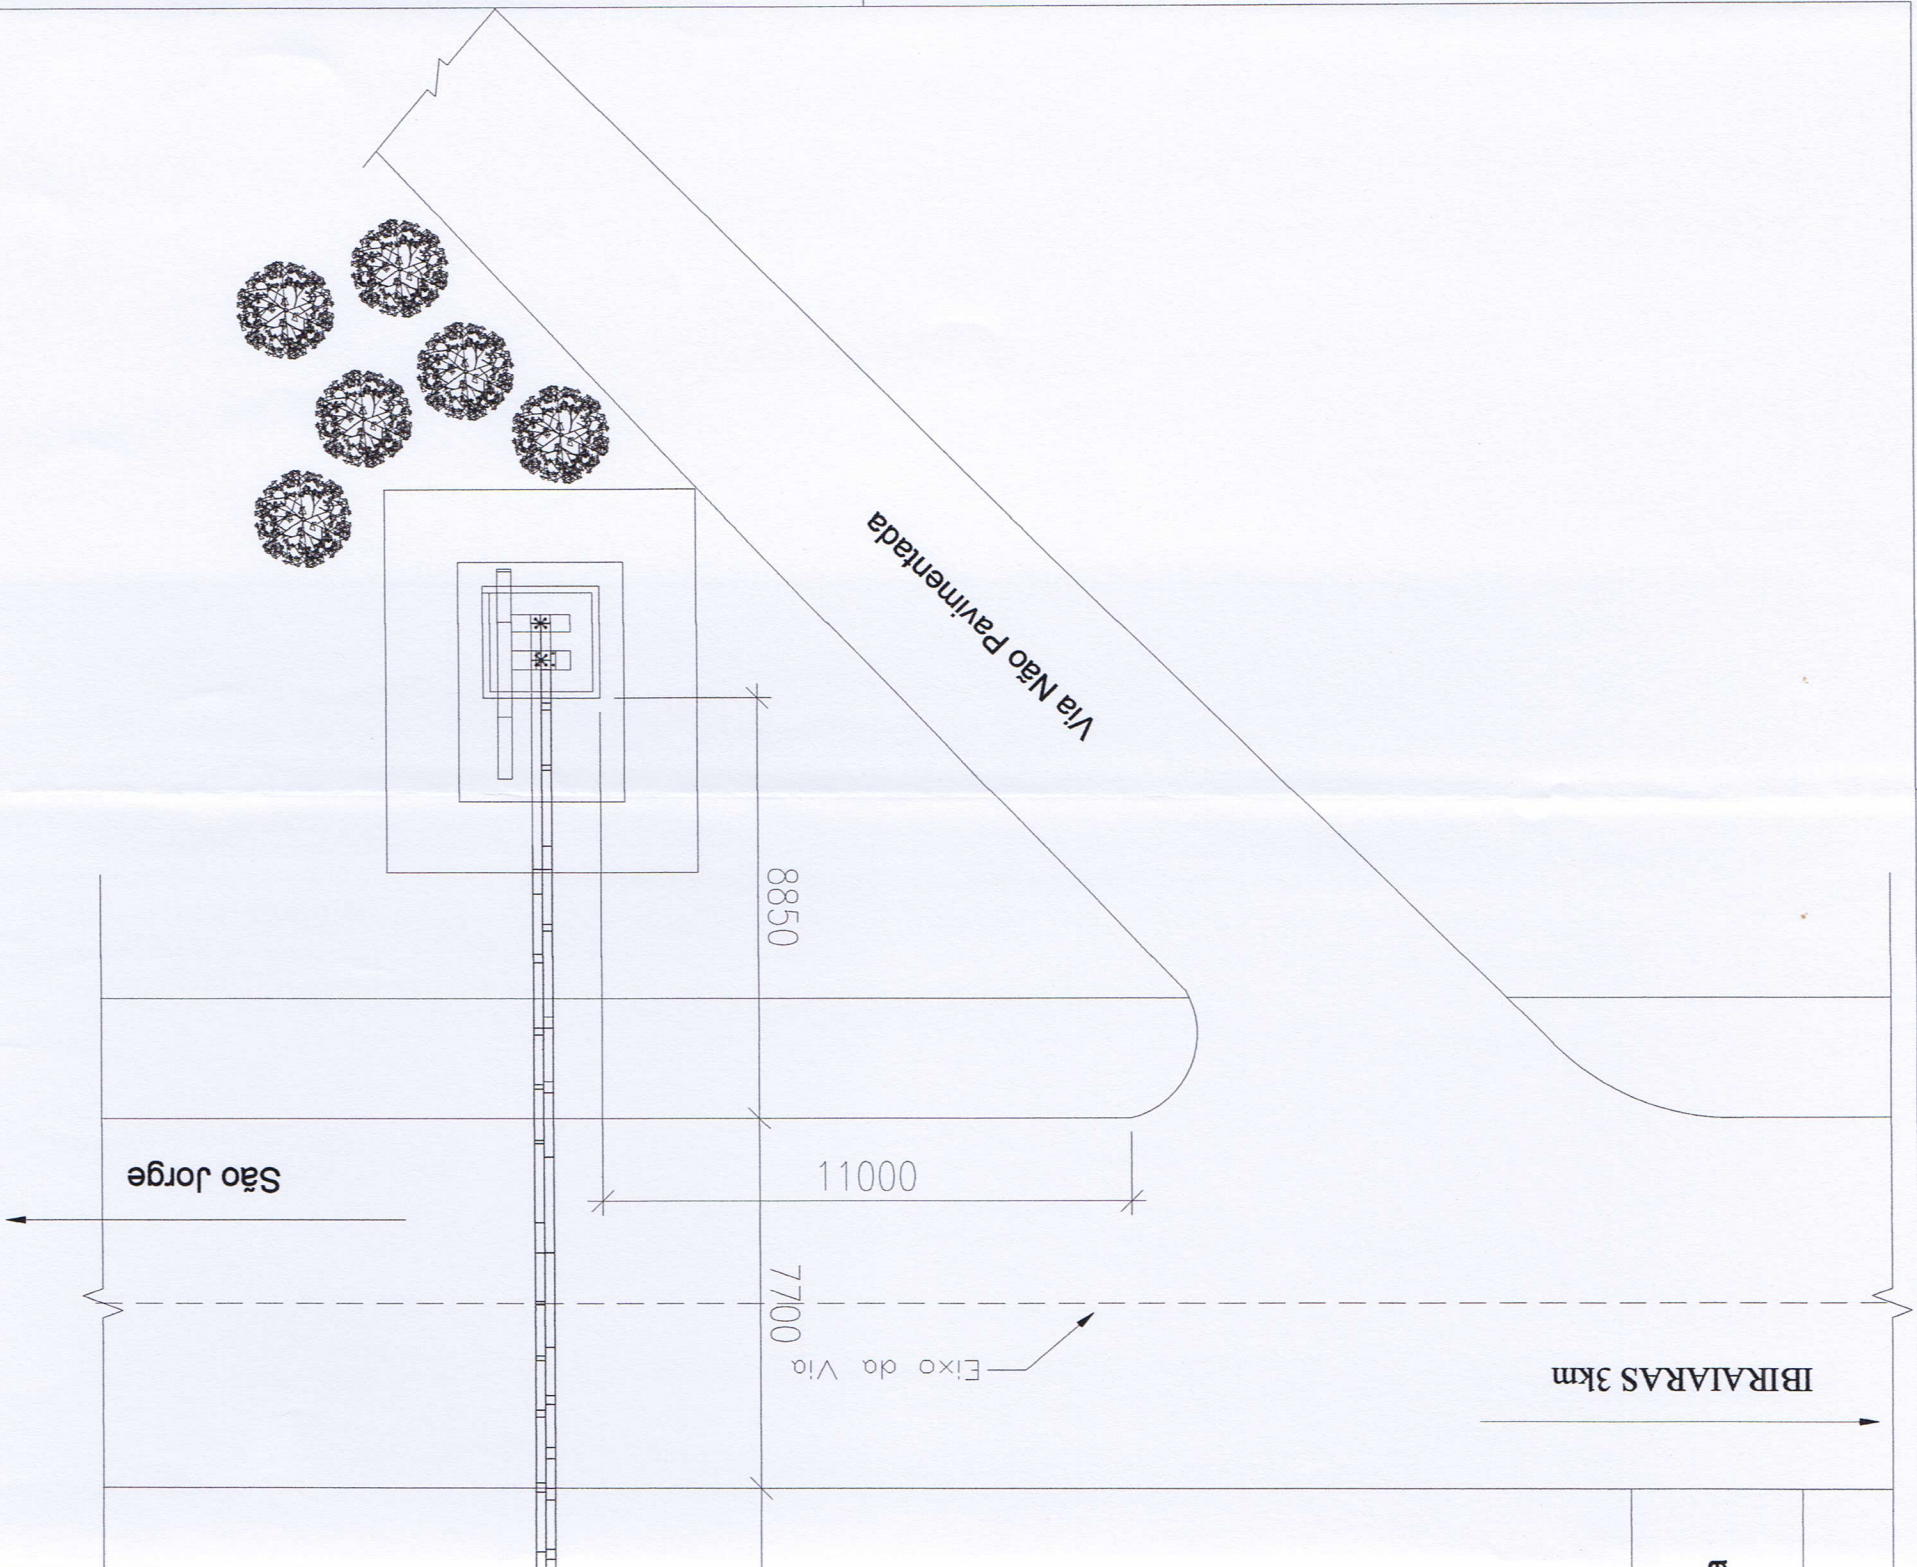 Via Não Pavimentada
8850
11000
São Jorge
7700
Eixo da Via
IBIRAIARAS 3km